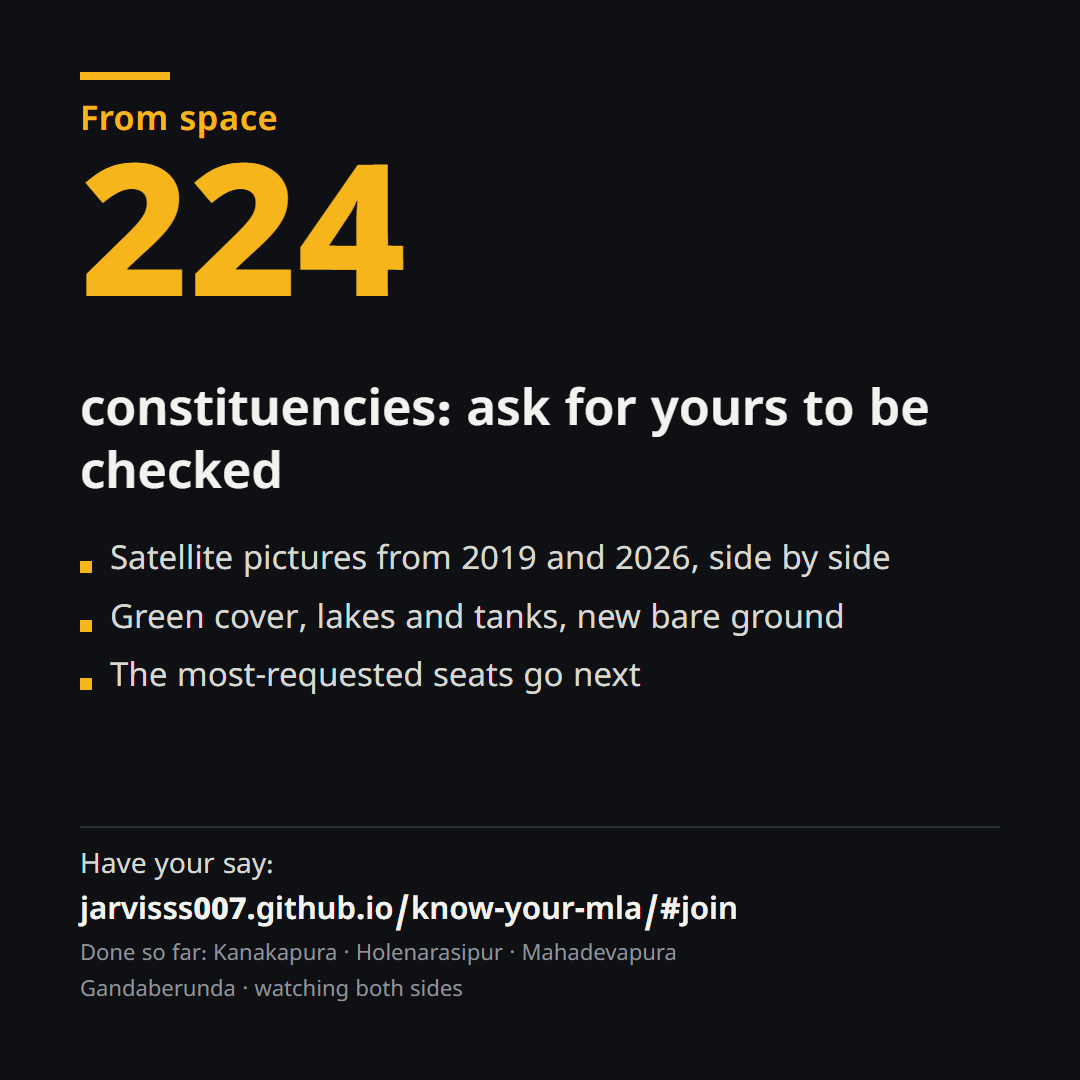 From space
224
constituencies: ask for yours to be
checked
Satellite pictures from 2019 and 2026, side by side
Green cover, lakes and tanks, new bare ground
The most-requested seats go next
Have your say:
jarvisss007.github.io/know-your-mla/#join
Done so far: Kanakapura · Holenarasipur · Mahadevapura
Gandaberunda · watching both sides